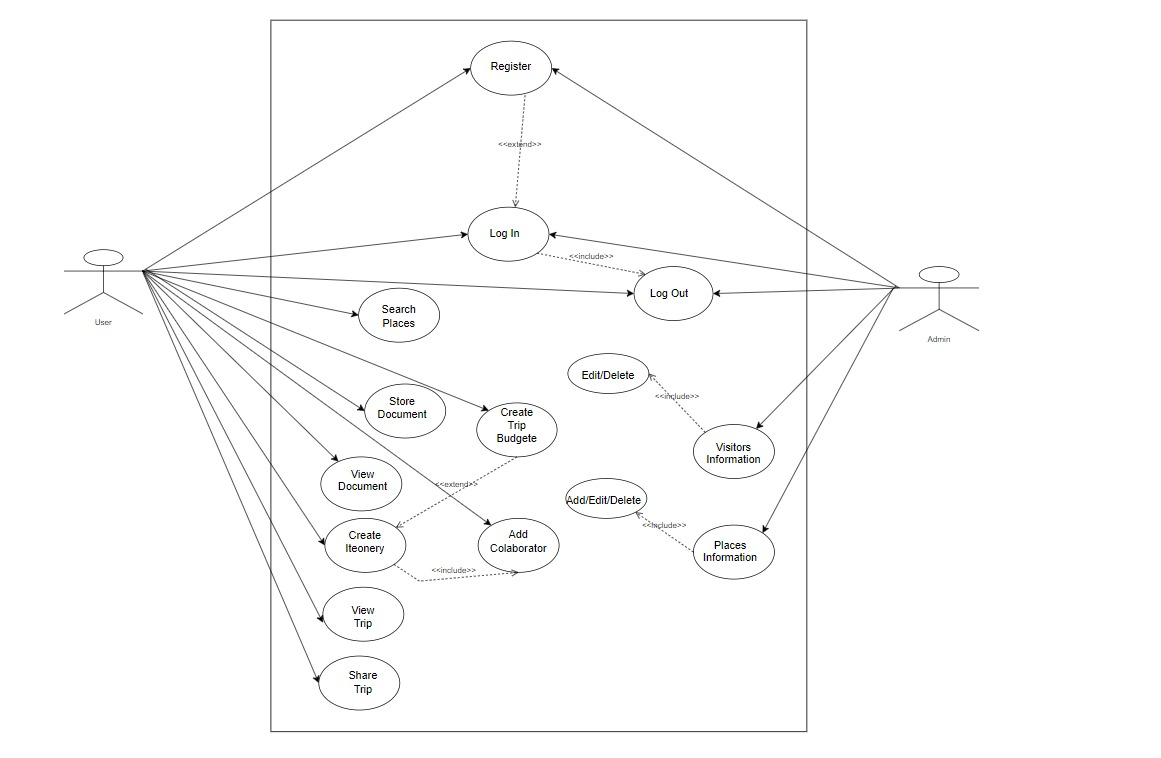 Register
<<extend>>
Log In
<<include>>
Log Out
User
Admin
Search
Places
Edit/Delete
<<include>>
Store
Document
Create
Trip
Budgete
Visitors
Information
View
Document
<<extend>>
Add/Edit/Delete
<<include>>
Create
Iteonery
Add
Colaborator
Places
Information
<<include>>
View
Trip
Share
Trip